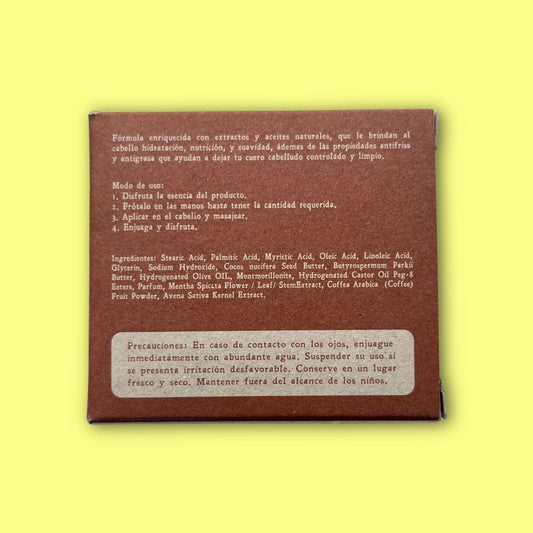 Fórmula enriquecida con extractos y aceites naturales, que le brindan al
cabello hidratación, nutrición, y suavidad, ádemas de las propiedades antifriss
y antigrasa que ayudan a dejar tu cuero cabelludo controlado y limpio.
Modo de uso:
1. Disfruta la esencia del producto.
2. Frótalo en las manos hasta tener la cantidad requerida.
3. Aplicar en el cabello y masajear.
4. Enjuaga y disfruta.
Ingredientes: Stearic Acid, Palmitic Acid, Myristic Acid, Oleic Acid, Linoleic Acid,
Glycerin, Sodium Hydroxide, Cocos nucifera Seed Butter, Butyrospermum Parkii
Butter, Hydrogenated Olive OIL, Montmorillonite, Hydrogenated Castor Oil Peg-8
Esters, Parfum, Mentha Spicata Flower / Leaf/ StemExtract, Coffea Arabica (Coffee)
Fruit Powder, Avena Sativa Kernel Extract.
Precauciones: En caso de contacto con los ojos, enjuague
inmediatamente con abundante agua. Suspender su uso si
se presenta irritación desfavorable. Conserve en un lugar
fresco y seco. Mantener fuera del alcance de los niños.